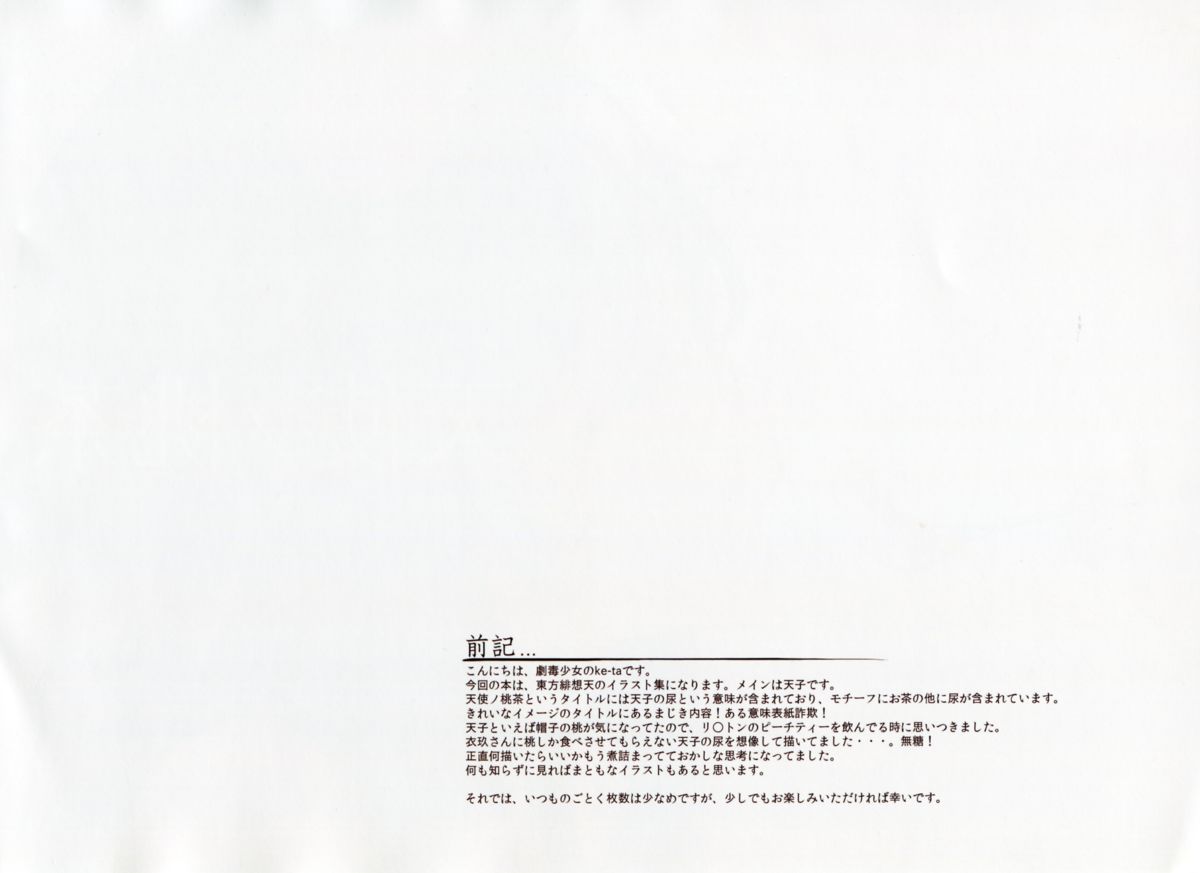 前記...
こんにちは、劇毒少女のke-taです。
今回の本は、東方緋想天のイラスト集になります。メインは天子です。
天使ノ桃茶というタイトルには天子の尿という意味が含まれており、モチーフにお茶の他に尿が含まれています。
きれいなイメージのタイトルにあるまじき内容！ある意味表紙詐欺！
天子といえば帽子の桃が気になってたので、リ〇トンのピーチティーを飲んでる時に思いつきました。
衣玖さんに桃しか食べさせてもらえない天子の尿を想像して描いてました・・・。無糖！
正直何描いたらいいかもう煮詰まってておかしな思考になってました。
何も知らずに見ればまともなイラストもあると思います。
それでは、いつものごとく枚数は少なめですが、少しでもお楽しみいただければ幸いです。